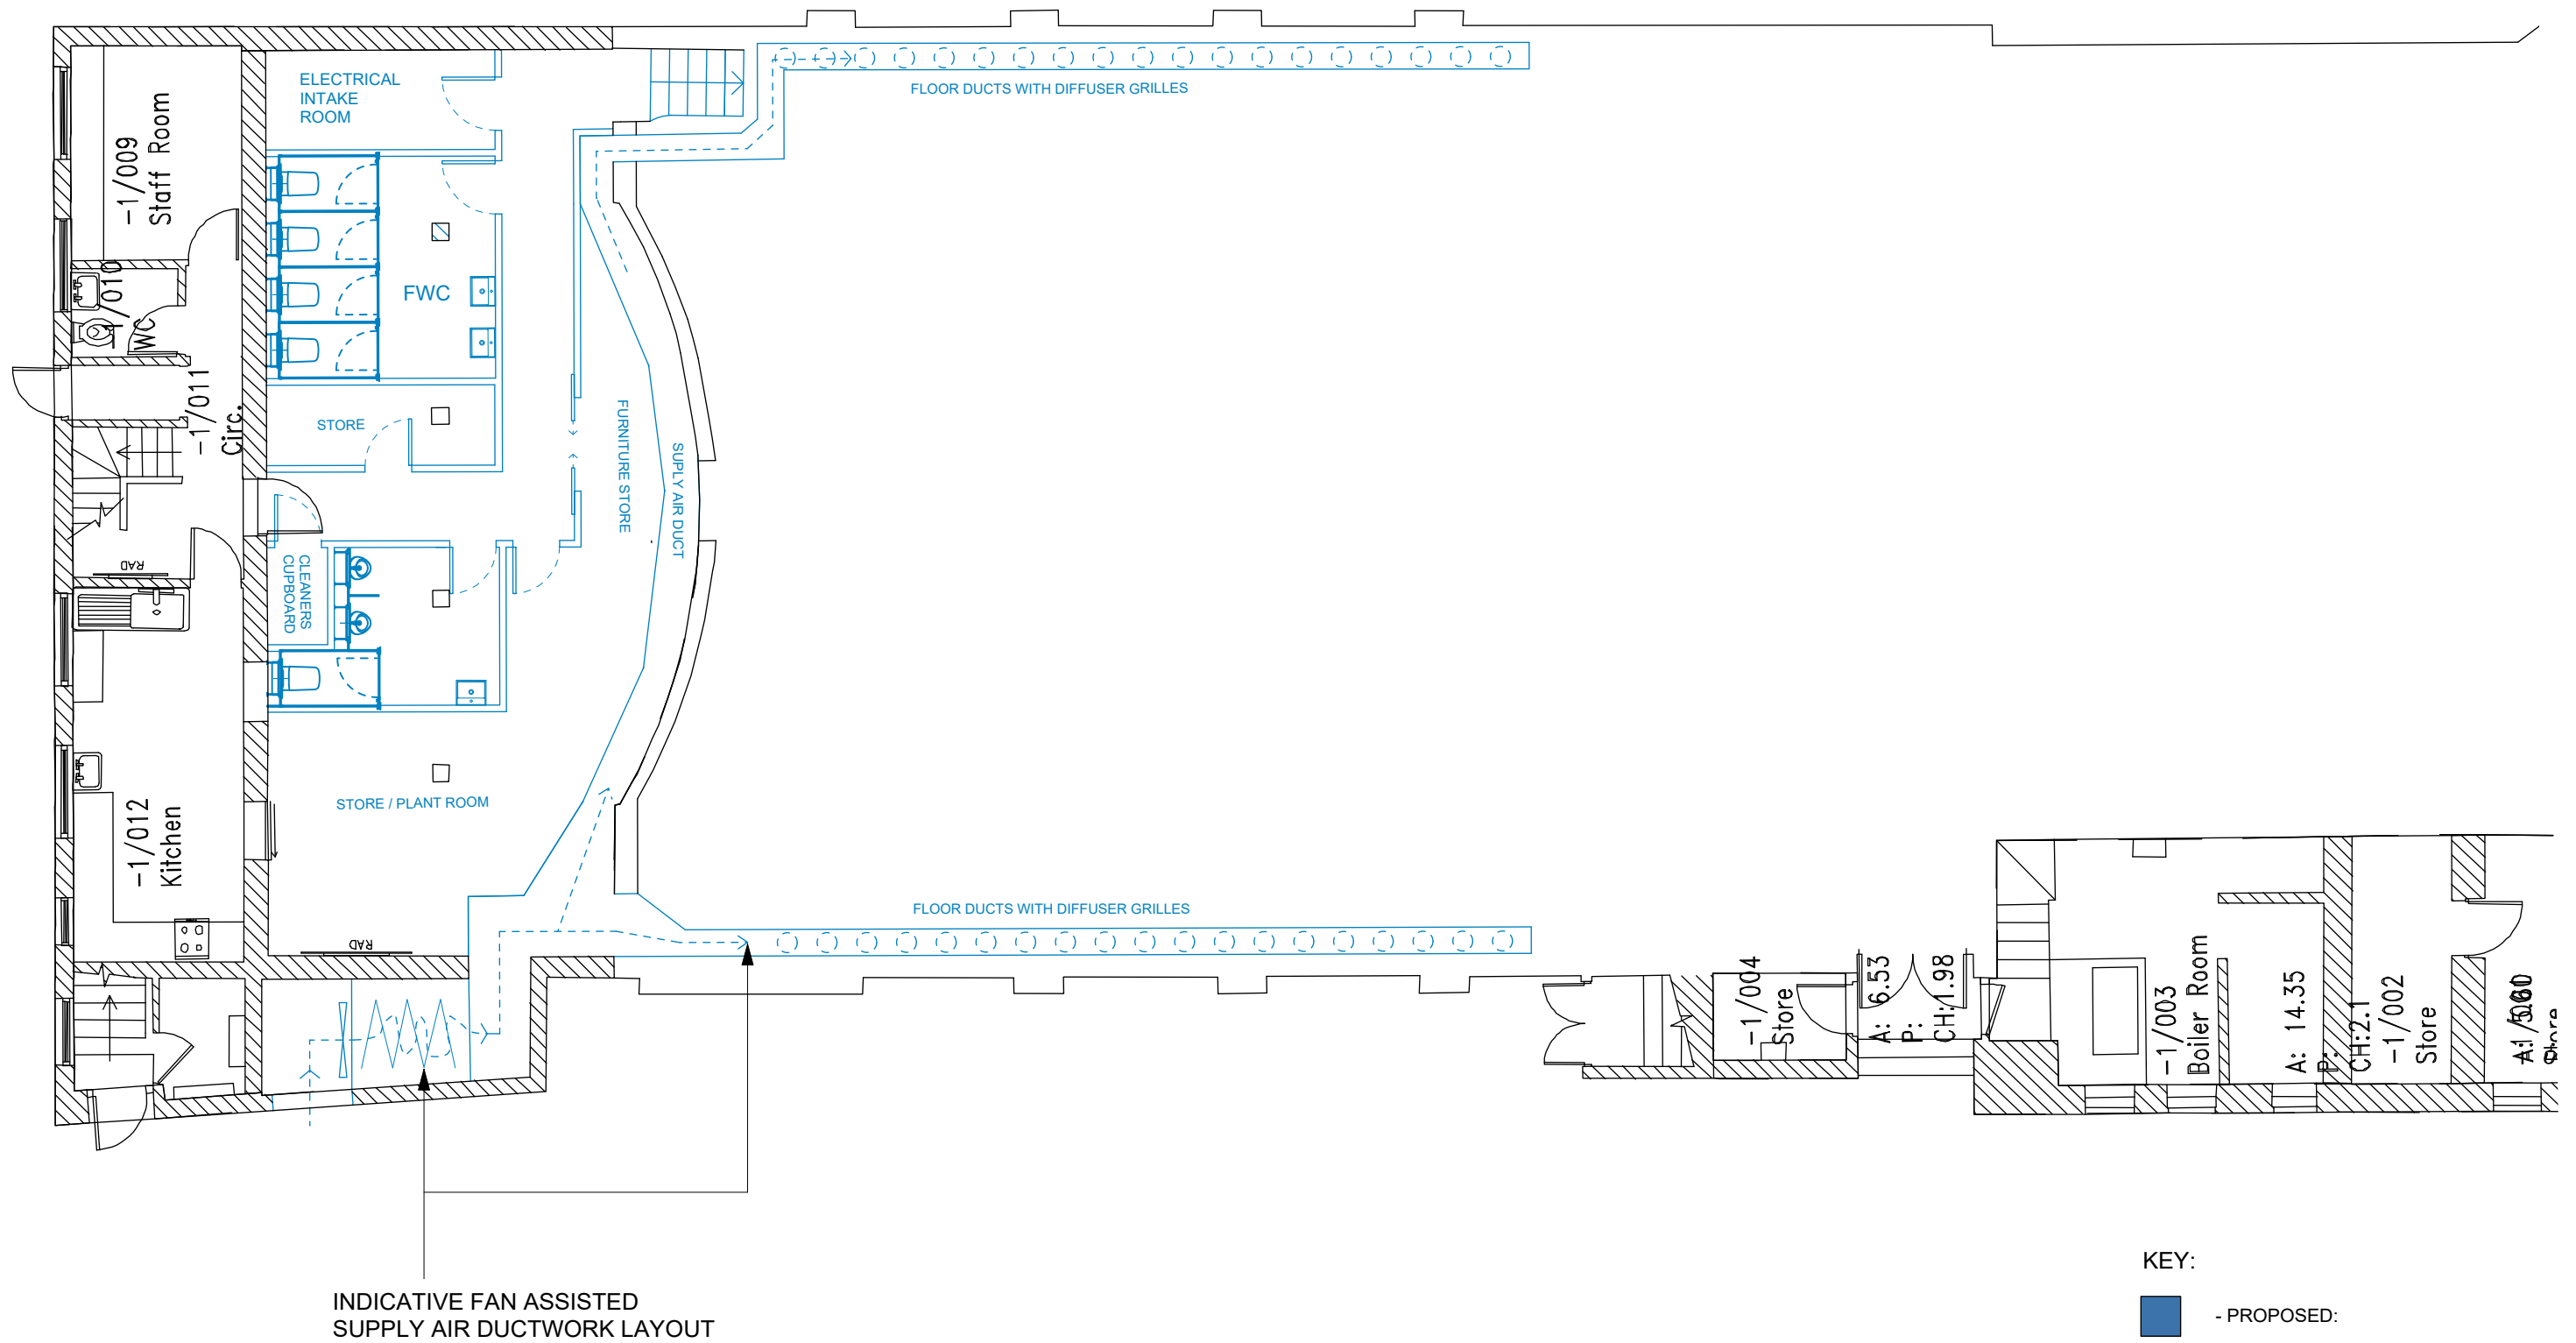 ELECTRICAL
INTAKE
ROOM
FLOOR DUCTS WITH DIFFUSER GRILLES
-1/009
Staff Room
-1/010
WC
FWC
-1/011
Circ.
STORE
FURNITURE STORE
SUPLY AIR DUCT
RAD
CLEANERS
CUPBOARD
-1/012
Kitchen
STORE / PLANT ROOM
RAD
FLOOR DUCTS WITH DIFFUSER GRILLES
-1/004
Store
A: 6.53
P:
CH:1.98
-1/003
Boiler Room
A: 14.35
P:
CH:2.1
-1/002
Store
Store
INDICATIVE FAN ASSISTED
SUPPLY AIR DUCTWORK LAYOUT
KEY:
- PROPOSED: